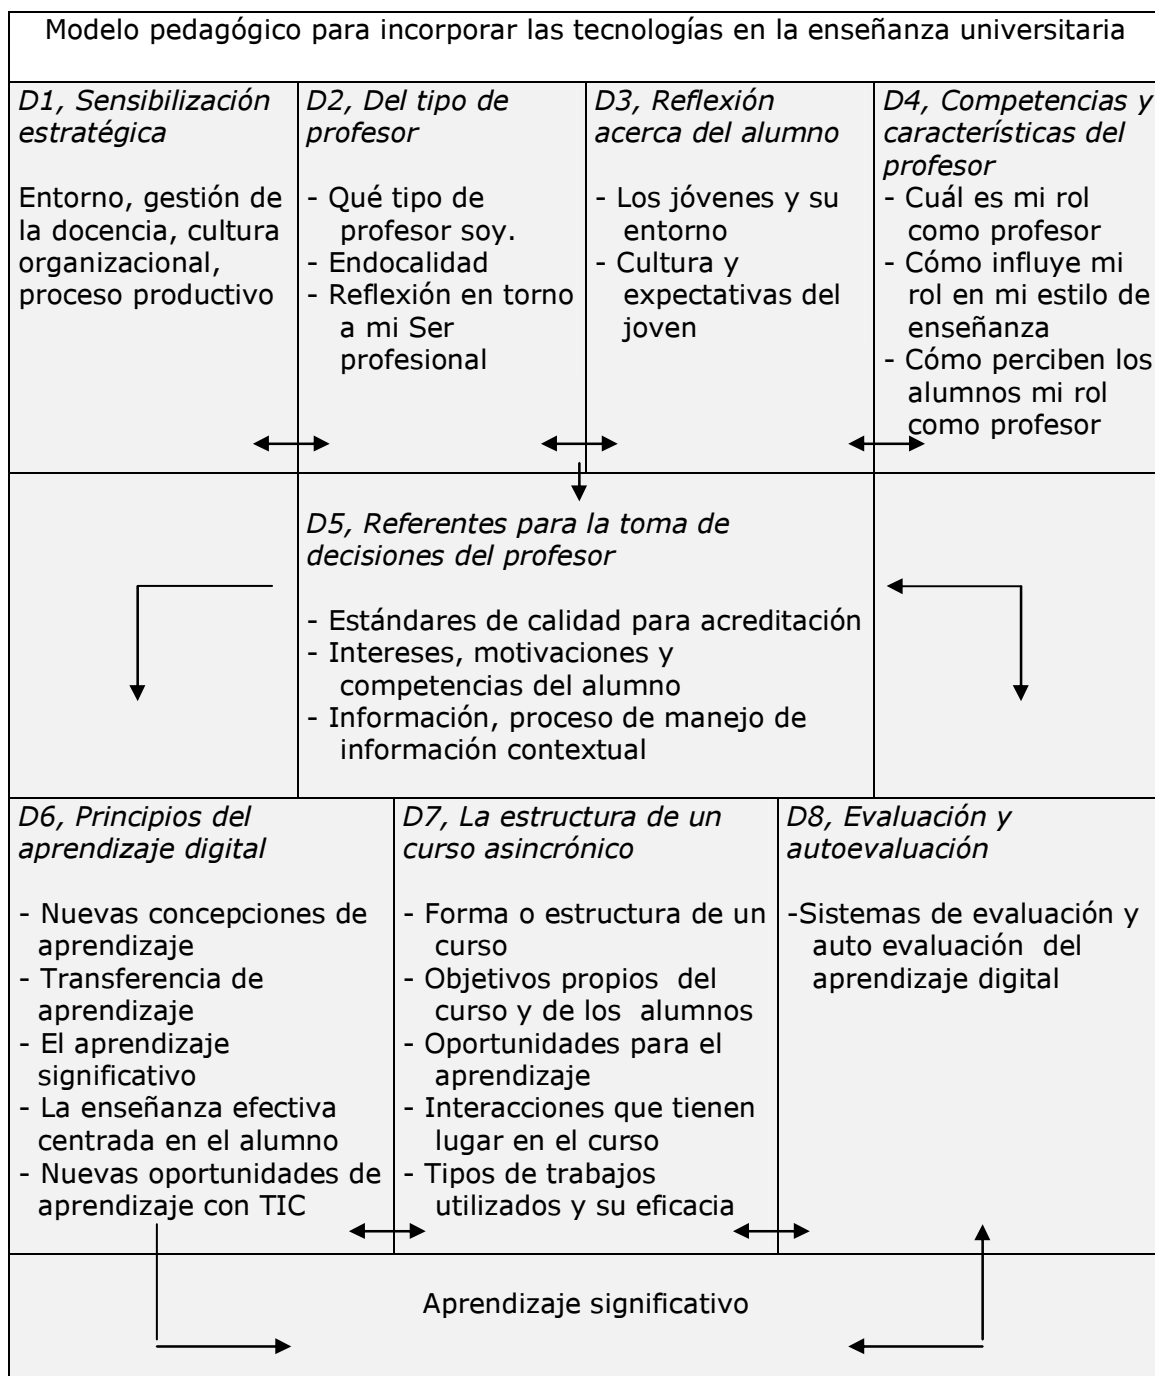 Modelo pedagógico para incorporar las tecnologías en la enseñanza universitaria
D1, Sensibilización
estratégica
Entorno, gestión de
la docencia, cultura
organizacional,
proceso productivo
D2, Del tipo de
profesor
- Qué tipo de
profesor soy.
- Endocalidad
- Reflexión en torno
a mi Ser
profesional
D3, Reflexión
acerca del alumno
- Los jóvenes y su
entorno
- Cultura y
expectativas del
joven
D4, Competencias y
características del
profesor
- Cuál es mi rol
como profesor
- Cómo influye mi
rol en mi estilo de
enseñanza
- Cómo perciben los
alumnos mi rol
como profesor
D5, Referentes para la toma de
decisiones del profesor
- Estándares de calidad para acreditación
- Intereses, motivaciones y
competencias del alumno
- Información, proceso de manejo de
información contextual
D6, Principios del
aprendizaje digital
- Nuevas concepciones de
aprendizaje
- Transferencia de
aprendizaje
- El aprendizaje
significativo
- La enseñanza efectiva
centrada en el alumno
- Nuevas oportunidades de
aprendizaje con TIC
D7, La estructura de un
curso asincrónico
- Forma o estructura de un
curso
- Objetivos propios  del
curso y de los  alumnos
- Oportunidades para el
aprendizaje
- Interacciones que tienen
lugar en el curso
- Tipos de trabajos
utilizados y su eficacia
D8, Evaluación y
autoevaluación
-Sistemas de evaluación y
auto evaluación  del
aprendizaje digital
Aprendizaje significativo